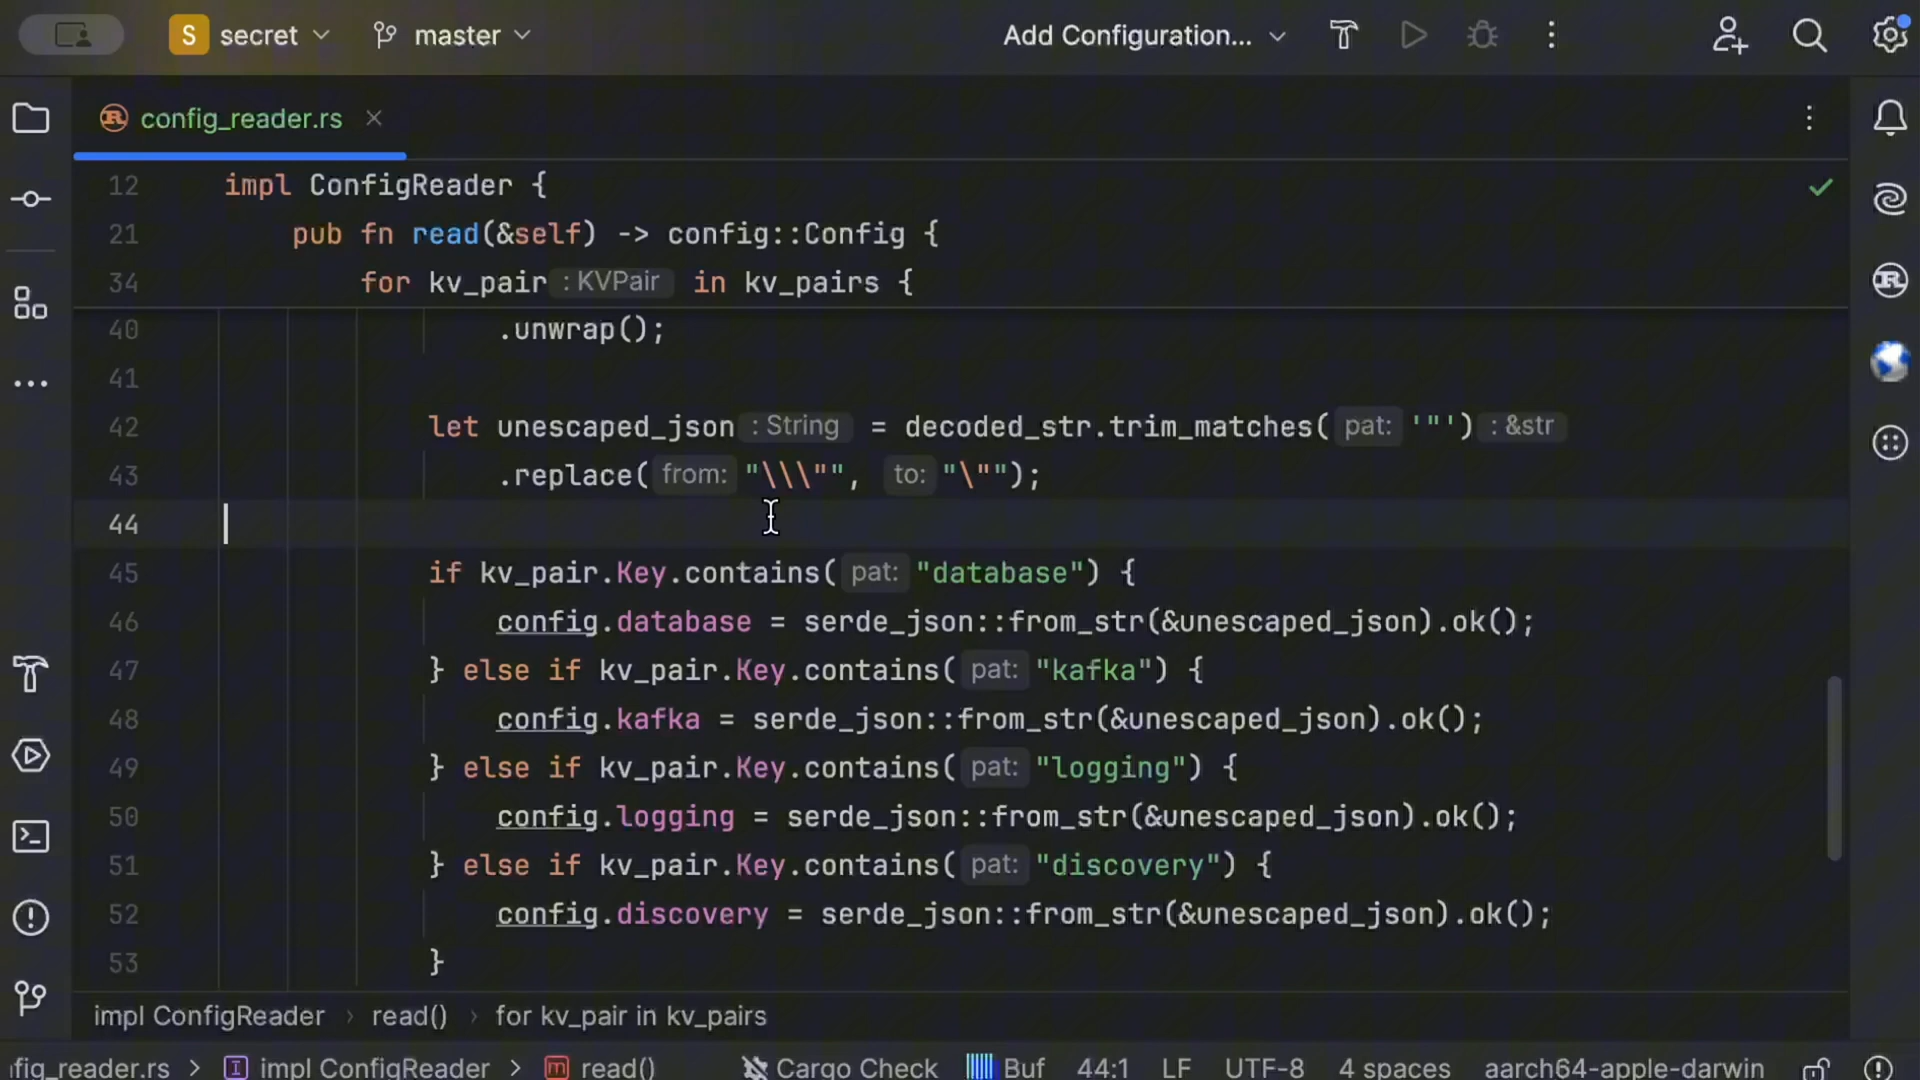 S secret master Add Configuration...
config_reader.rs
12 impl ConfigReader {
21 pub fn read(&self) -> config::Config {
34 for kv_pair : KVPair in kv_pairs {
40 .unwrap();
41
42 let unescaped_json : String = decoded_str.trim_matches( pat: '"') : &str
43 .replace( from: "\\\"", to: "\"");
44
45 if kv_pair.Key.contains( pat: "database") {
46 config.database = serde_json::from_str(&unescaped_json).ok();
47 } else if kv_pair.Key.contains( pat: "kafka") {
48 config.kafka = serde_json::from_str(&unescaped_json).ok();
49 } else if kv_pair.Key.contains( pat: "logging") {
50 config.logging = serde_json::from_str(&unescaped_json).ok();
51 } else if kv_pair.Key.contains( pat: "discovery") {
52 config.discovery = serde_json::from_str(&unescaped_json).ok();
53 }
impl ConfigReader › read() › for kv_pair in kv_pairs
fig_reader.rs > I impl ConfigReader > m read() Cargo Check Buf 44:1 LF UTF-8 4 spaces aarch64-apple-darwin